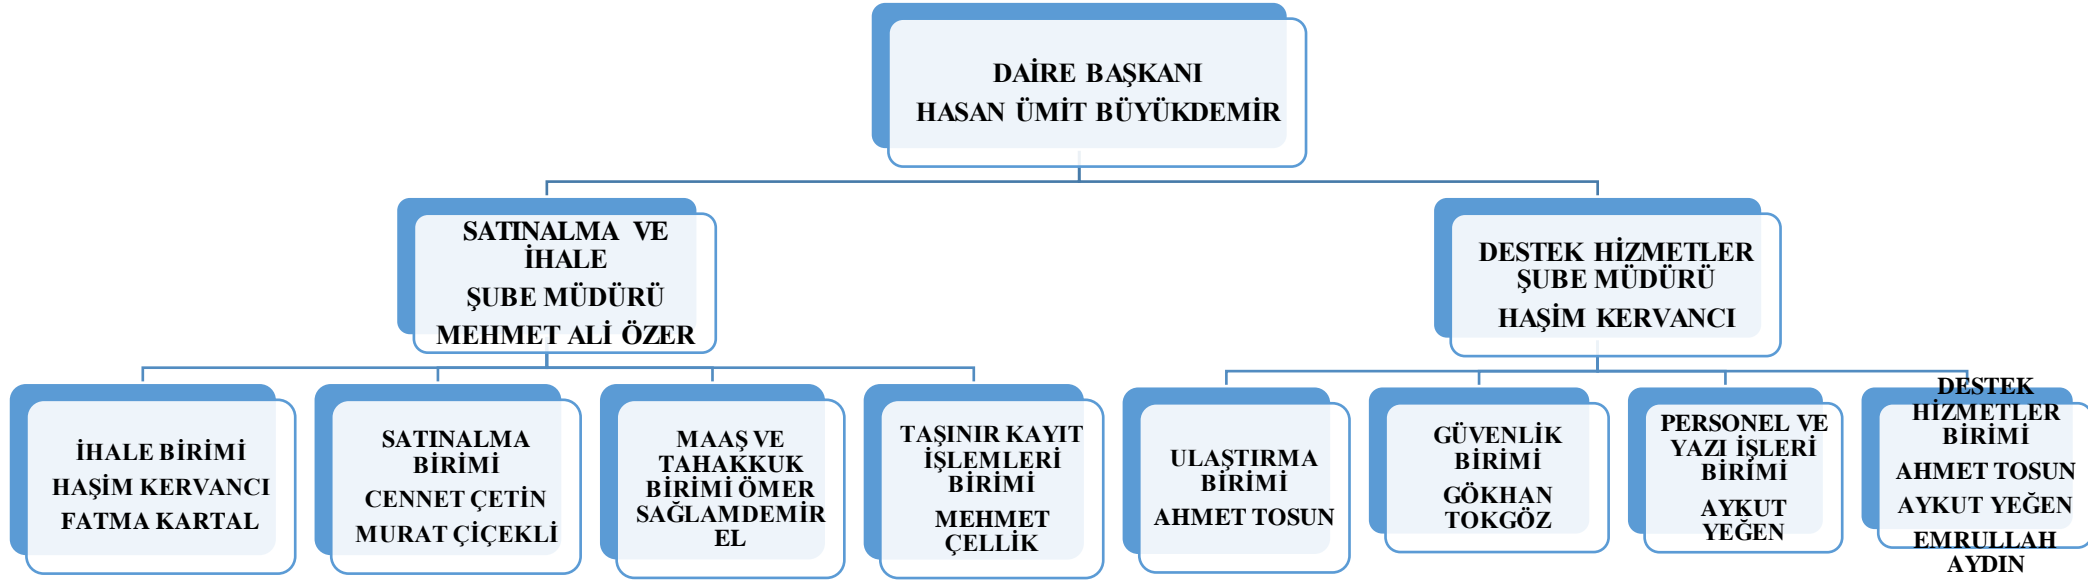 DAİRE BAŞKANI
HASAN ÜMİT BÜYÜKDEMİR
SATINALMA VE
İHALE
ŞUBE MÜDÜRÜ
MEHMET ALİ ÖZER
DESTEK HİZMETLER
ŞUBE MÜDÜRÜ
HAŞİM KERVANCI
İHALE BİRİMİ
HAŞİM KERVANCI
FATMA KARTAL
SATINALMA
BİRİMİ
CENNET ÇETİN
MURAT ÇİÇEKLİ
MAAŞ VE
TAHAKKUK
BİRİMİ ÖMER
SAĞLAMDEMİR
EL
TAŞINIR KAYIT
İŞLEMLERİ
BİRİMİ
MEHMET
ÇELLİK
ULAŞTIRMA
BİRİMİ
AHMET TOSUN
GÜVENLİK
BİRİMİ
GÖKHAN
TOKGÖZ
PERSONEL VE
YAZI İŞLERİ
BİRİMİ
AYKUT
YEĞEN
DESTEK
HİZMETLER
BİRİMİ
AHMET TOSUN
AYKUT YEĞEN
EMRULLAH
AYDIN